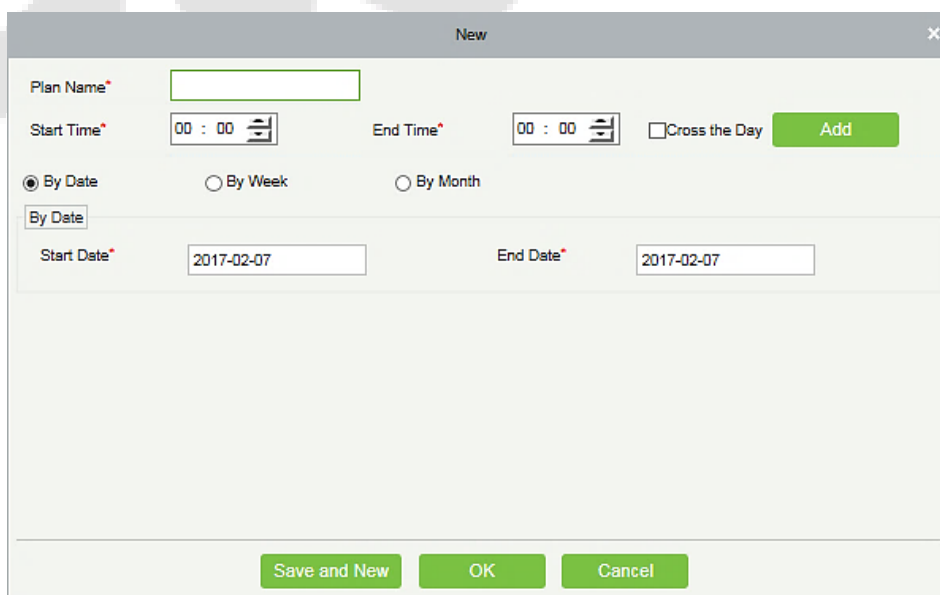 New ×
Plan Name*
Start Time* 00 : 00 End Time* 00 : 00 Cross the Day Add
By Date By Week By Month
By Date
Start Date* 2017-02-07 End Date* 2017-02-07
Save and New OK Cancel